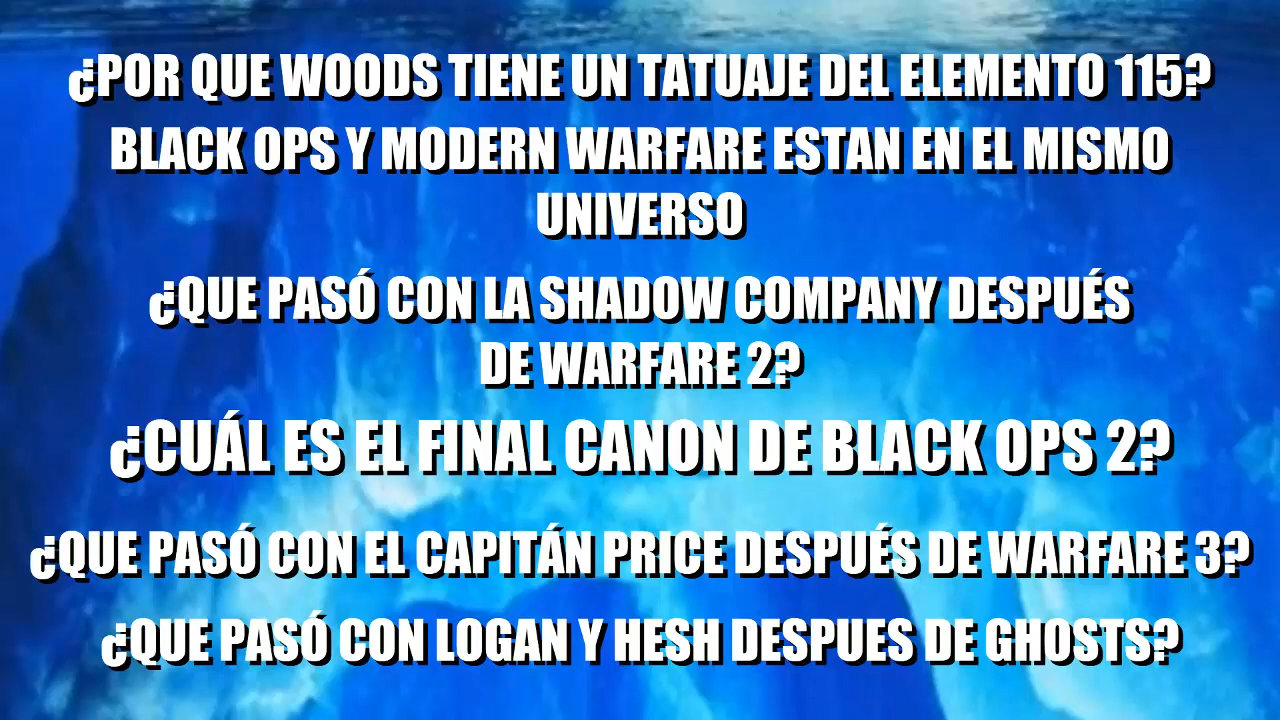 ¿POR QUE WOODS TIENE UN TATUAJE DEL ELEMENTO 115?
BLACK OPS Y MODERN WARFARE ESTAN EN EL MISMO
UNIVERSO
¿QUE PASÓ CON LA SHADOW COMPANY DESPUÉS
DE WARFARE 2?
¿CUÁL ES EL FINAL CANON DE BLACK OPS 2?
¿QUE PASÓ CON EL CAPITÁN PRICE DESPUÉS DE WARFARE 3?
¿QUE PASÓ CON LOGAN Y HESH DESPUES DE GHOSTS?